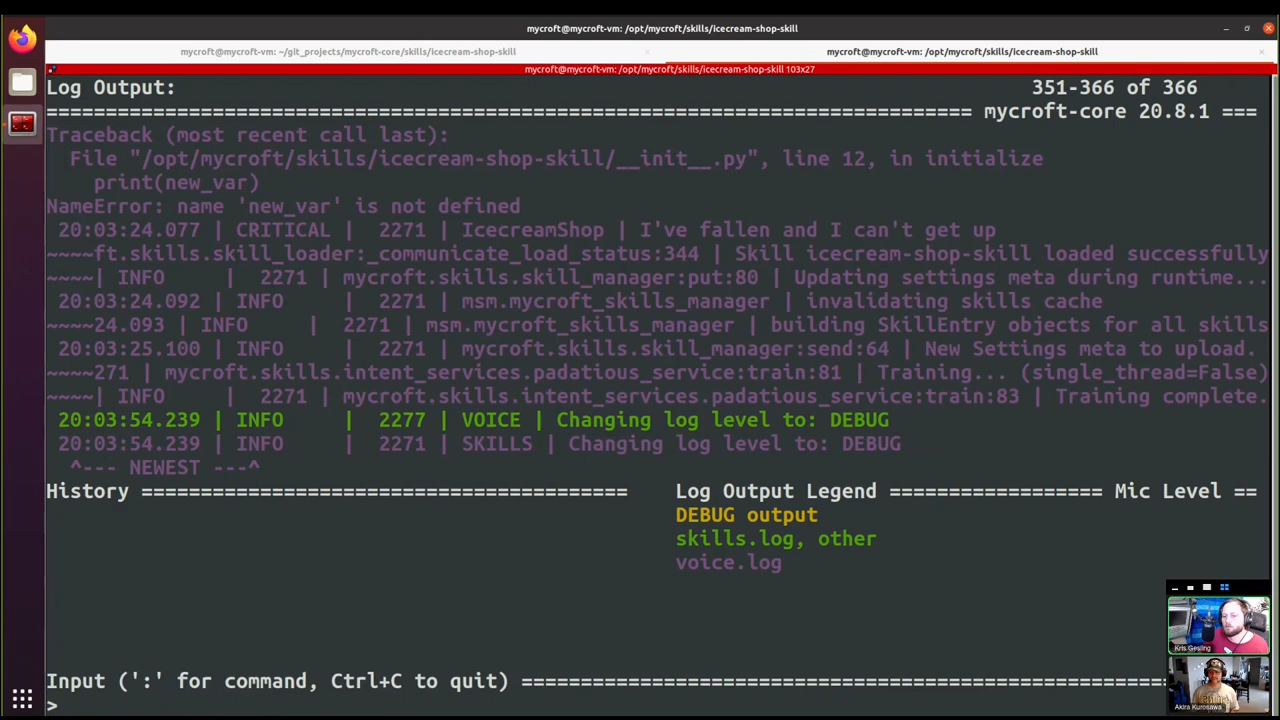 mycroft@mycroft-vm: /opt/mycroft/skills/icecream-shop-skill
mycroft@mycroft-vm: ~/git_projects/mycroft-core/skills/icecream-shop-skill
mycroft@mycroft-vm: /opt/mycroft/skills/icecream-shop-skill
mycroft@mycroft-vm: /opt/mycroft/skills/icecream-shop-skill 103x27
Log Output: 351-366 of 366
============================================================================== mycroft-core 20.8.1 ===
Traceback (most recent call last):
File "/opt/mycroft/skills/icecream-shop-skill/__init__.py", line 12, in initialize
print(new_var)
NameError: name 'new_var' is not defined
20:03:24.077 | CRITICAL | 2271 | IcecreamShop | I've fallen and I can't get up
~~~~ft.skills.skill_loader:_communicate_load_status:344 | Skill icecream-shop-skill loaded successfully
~~~~| INFO | 2271 | mycroft.skills.skill_manager:put:80 | Updating settings meta during runtime...
20:03:24.092 | INFO | 2271 | msm.mycroft_skills_manager | invalidating skills cache
~~~~24.093 | INFO | 2271 | msm.mycroft_skills_manager | building SkillEntry objects for all skills
20:03:25.100 | INFO | 2271 | mycroft.skills.skill_manager:send:64 | New Settings meta to upload.
~~~~271 | mycroft.skills.intent_services.padatious_service:train:81 | Training... (single_thread=False)
~~~~| INFO | 2271 | mycroft.skills.intent_services.padatious_service:train:83 | Training complete.
20:03:54.239 | INFO | 2277 | VOICE | Changing log level to: DEBUG
20:03:54.239 | INFO | 2271 | SKILLS | Changing log level to: DEBUG
^--- NEWEST ---^
History ========================================= Log Output Legend ================= Mic Level ==
DEBUG output
skills.log, other
voice.log
Kris Gesling
Akira Kurosawa
Input (':' for command, Ctrl+C to quit) ======================================================
>